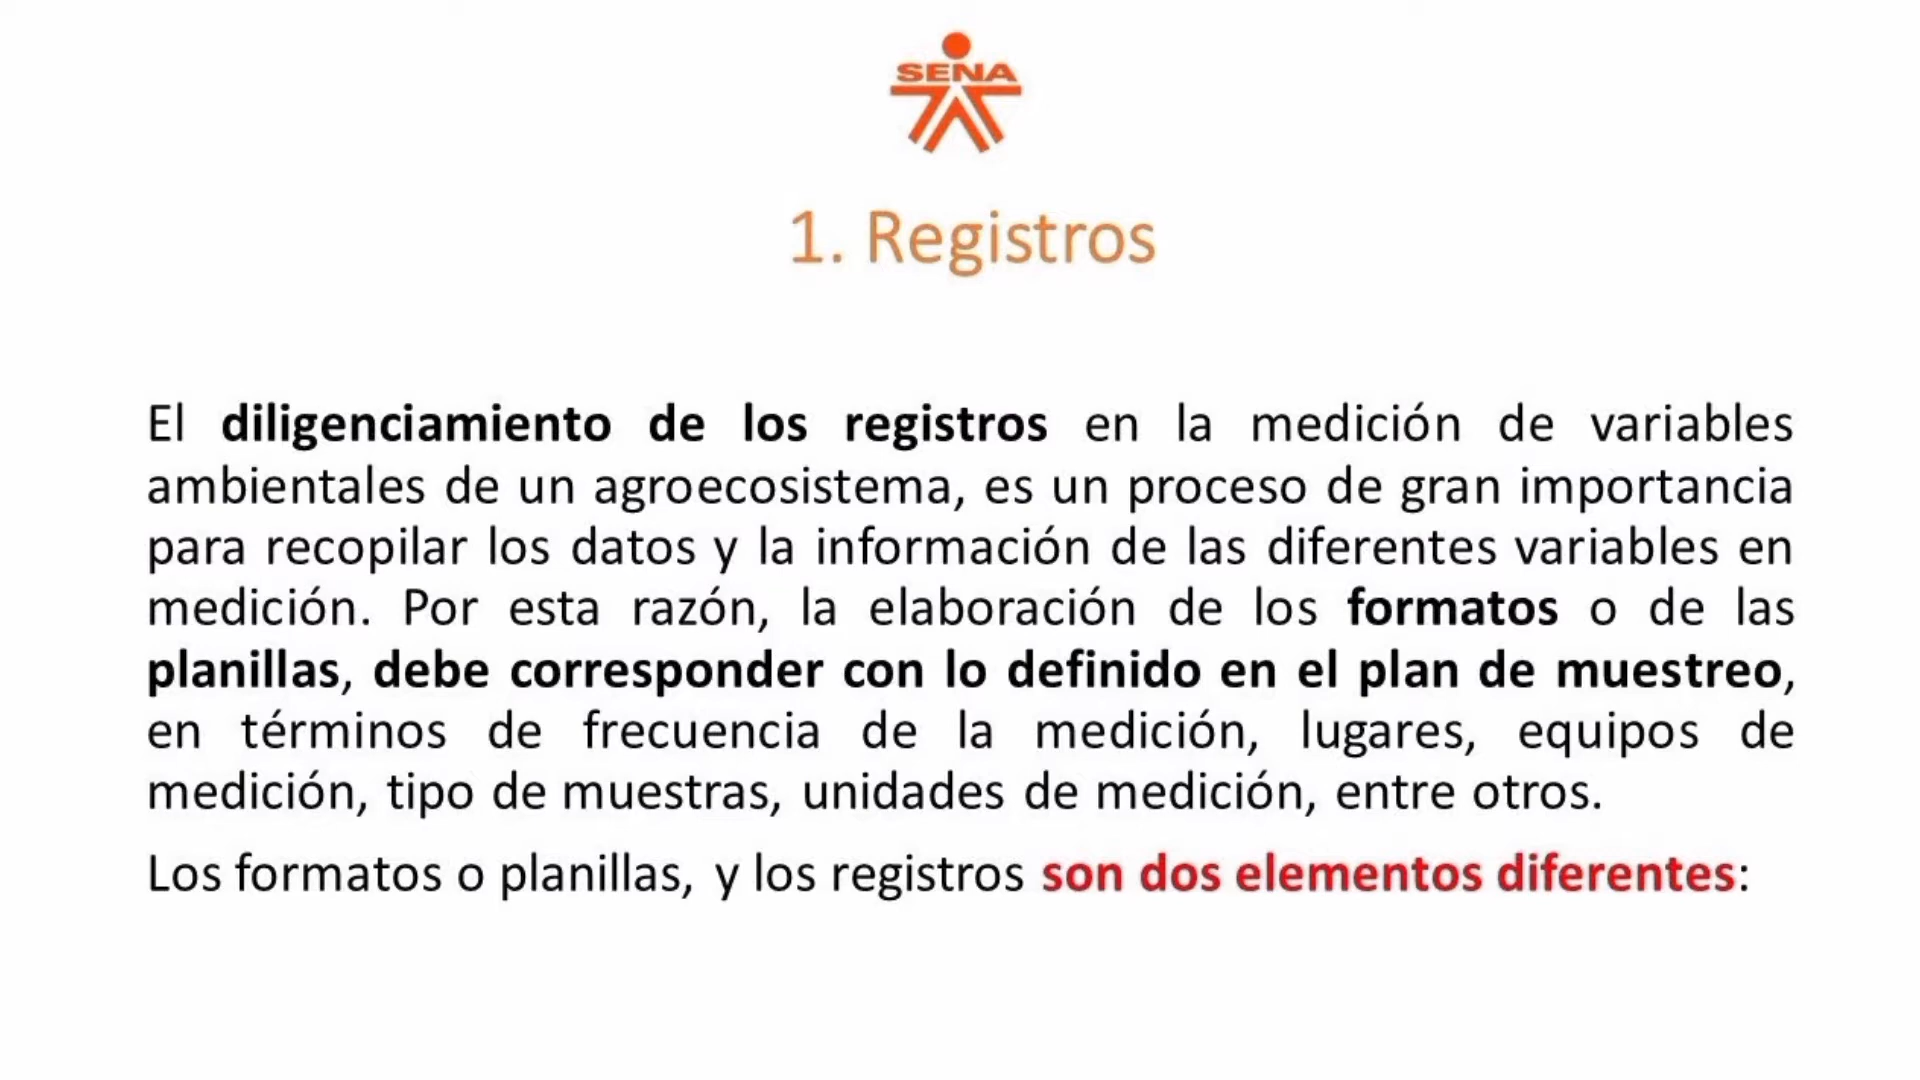 SENA
1. Registros
El diligenciamiento de los registros en la medición de variables
ambientales de un agroecosistema, es un proceso de gran importancia
para recopilar los datos y la información de las diferentes variables en
medición. Por esta razón, la elaboración de los formatos o de las
planillas, debe corresponder con lo definido en el plan de muestreo,
en términos de frecuencia de la medición, lugares, equipos de
medición, tipo de muestras, unidades de medición, entre otros.
Los formatos o planillas, y los registros son dos elementos diferentes: